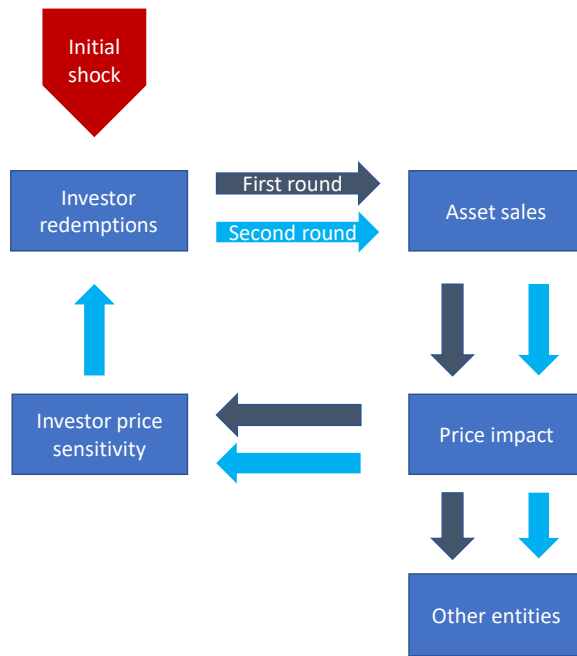 Initial
shock
Investor
redemptions
First round
Second round
Asset sales
Investor price
sensitivity
Price impact
Other entities